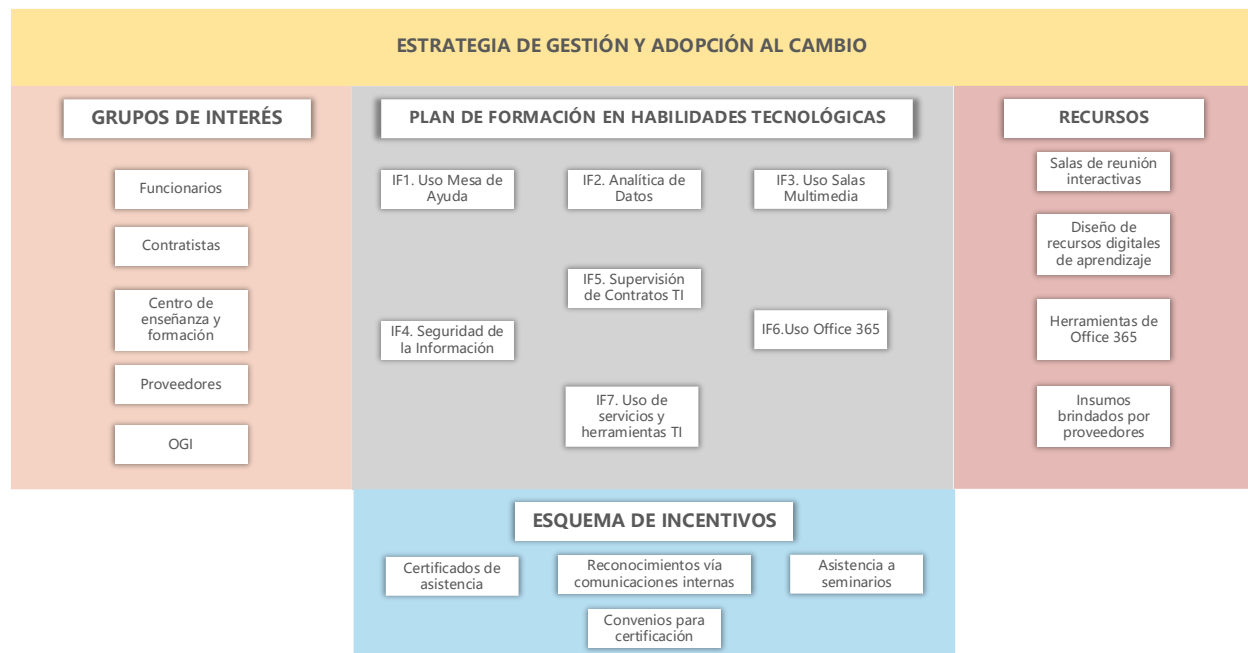 ESTRATEGIA DE GESTIÓN Y ADOPCIÓN AL CAMBIO
GRUPOS DE INTERÉS
Funcionarios
Contratistas
Centro de
enseñanza y
formación
Proveedores
OGI
PLAN DE FORMACIÓN EN HABILIDADES TECNOLÓGICAS
IF1. Uso Mesa de
Ayuda
IF2. Analítica de
Datos
IF3. Uso Salas
Multimedia
IF4. Seguridad de
la Información
IF5. Supervisión
de Contratos TI
IF6.Uso Office 365
IF7. Uso de
servicios y
herramientas TI
RECURSOS
Salas de reunión
interactivas
Diseño de
recursos digitales
de aprendizaje
Herramientas de
Office 365
Insumos
brindados por
proveedores
ESQUEMA DE INCENTIVOS
Certificados de
asistencia
Reconocimientos vía
comunicaciones internas
Asistencia a
seminarios
Convenios para
certificación